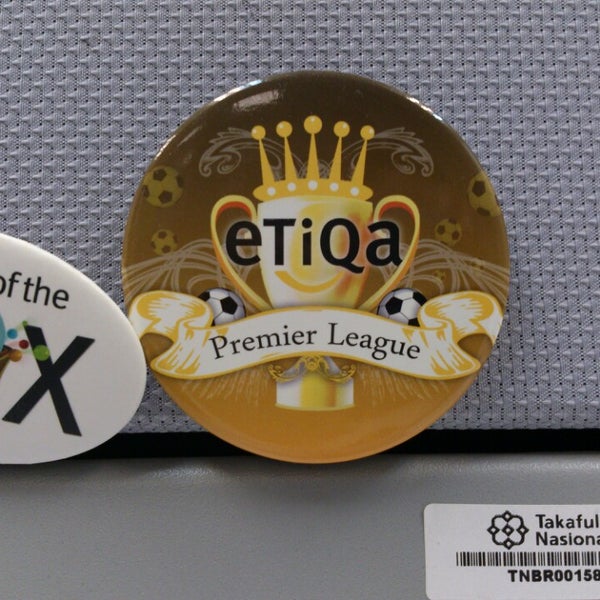 of the
X
eTiQa
Premier League
Takaful
Nasiona
TNBR00158